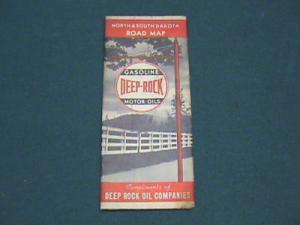 NORTH & SOUTH DAKOTA
ROAD MAP
GASOLINE
DEEP-ROCK
MOTOR OILS
Compliments of
DEEP ROCK OIL COMPANIES